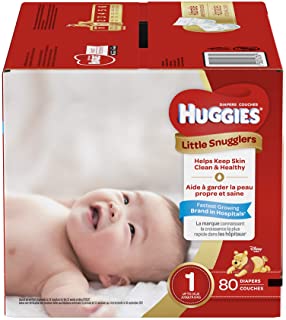 HUGGIES
DIAPERS COUCHES
Little Snugglers
Helps Keep Skin
Clean & Healthy
Aide à garder la peau
propre et saine
Fastest Growing
Brand in Hospitals*
La marque connaissant
la croissance la plus
rapide dans les hôpitaux*
Disney
1
80 DIAPERS
COUCHES